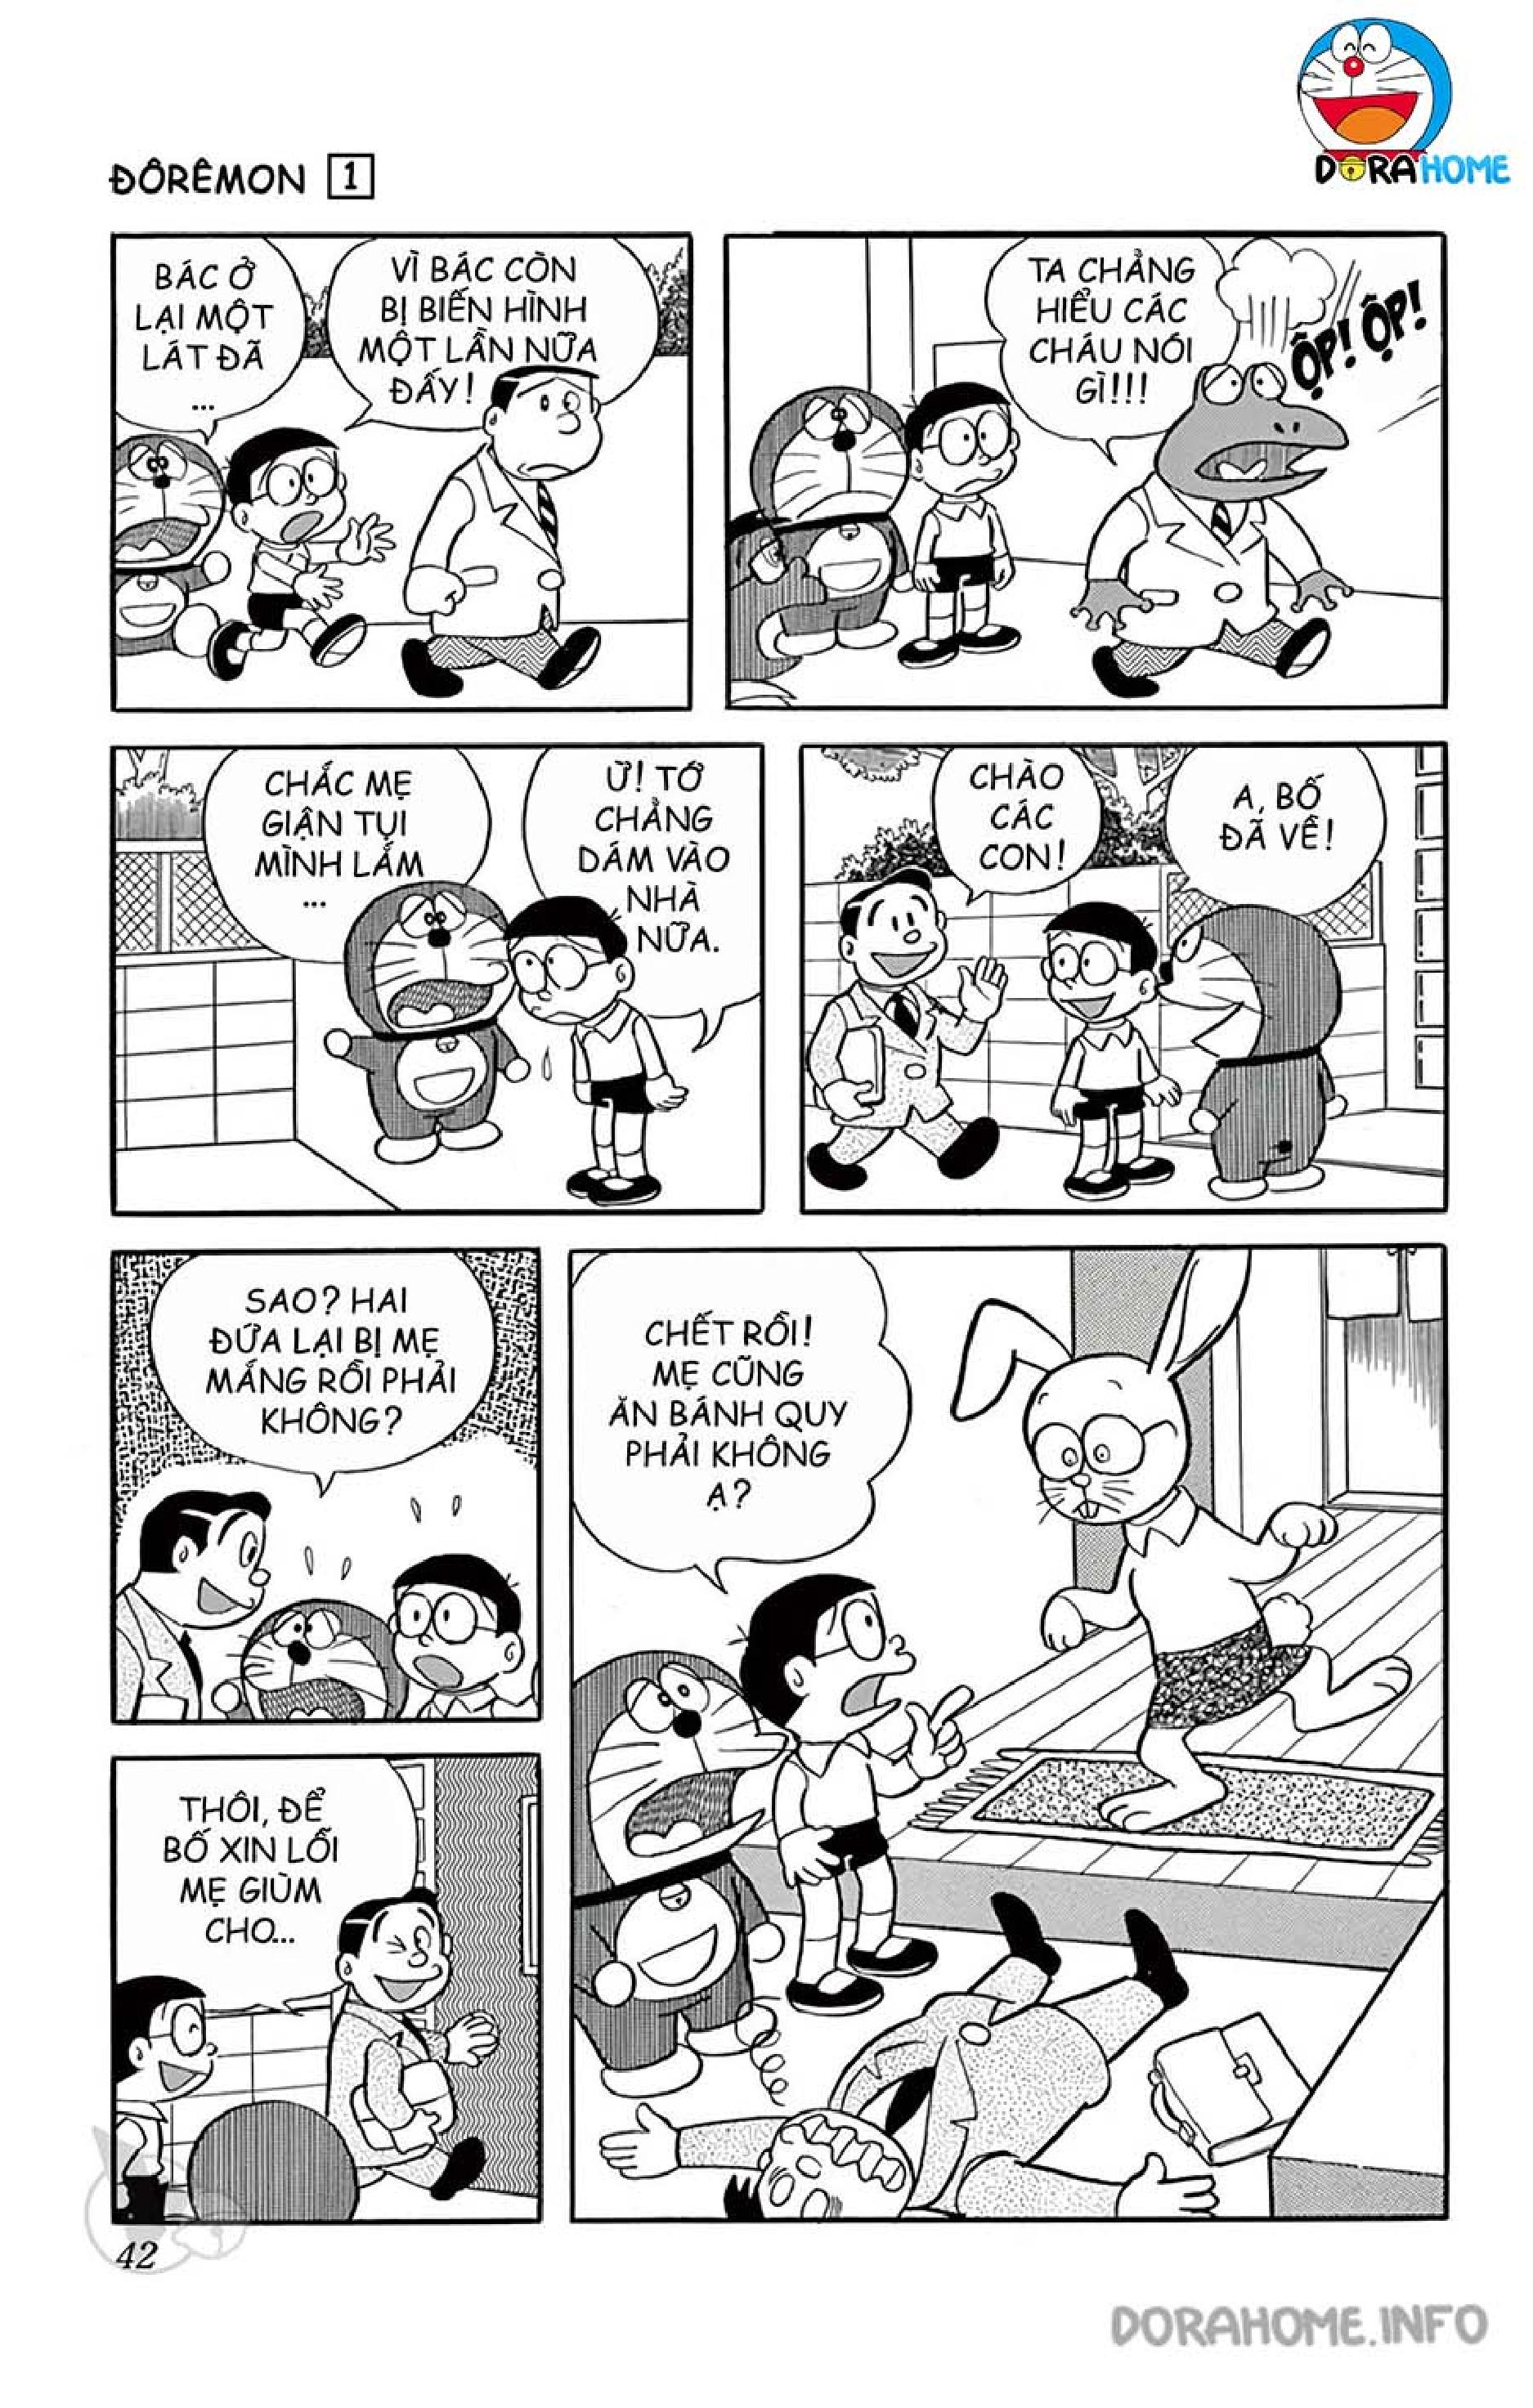 DORAHOME
ĐÔRÊMON 1
BÁC Ở
LẠI MỘT
LÁT ĐÃ
...
VÌ BÁC CÒN
BỊ BIẾN HÌNH
MỘT LẦN NỮA
ĐẤY!
TA CHẲNG
HIỂU CÁC
CHÁU NÓI
GÌ!!!
ỘP! ỘP!
CHẮC MẸ
GIẬN TỤI
MÌNH LẮM
...
Ừ! TỚ
CHẲNG
DÁM VÀO
NHÀ
NỮA.
CHÀO
CÁC
CON!
A, BỐ
ĐÃ VỀ!
SAO? HAI
ĐỨA LẠI BỊ MẸ
MẮNG RỒI PHẢI
KHÔNG?
THÔI, ĐỂ
BỐ XIN LỖI
MẸ GIÙM
CHO...
CHẾT RỒI!
MẸ CŨNG
ĂN BÁNH QUY
PHẢI KHÔNG
Ạ?
42
DORAHOME.INFO